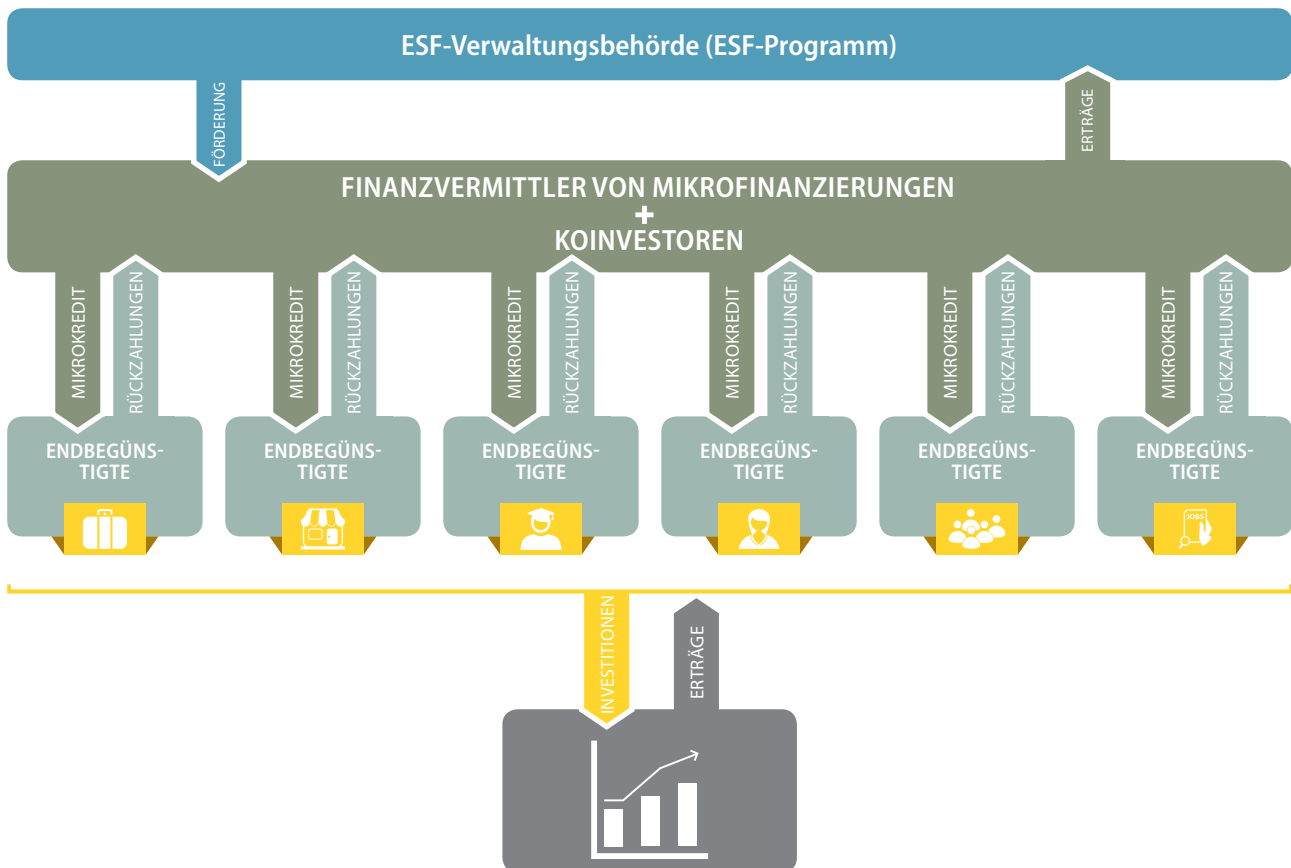 ESF-Verwaltungsbehörde (ESF-Programm)
FÖRDERUNG
ERTRÄGE
FINANZVERMITTLER VON MIKROFINANZIERUNGEN
+
KOINVESTOREN
MIKROKREDIT
RÜCKZAHLUNGEN
MIKROKREDIT
RÜCKZAHLUNGEN
MIKROKREDIT
RÜCKZAHLUNGEN
MIKROKREDIT
RÜCKZAHLUNGEN
MIKROKREDIT
RÜCKZAHLUNGEN
MIKROKREDIT
RÜCKZAHLUNGEN
ENDBEGÜNS-
TIGTE
ENDBEGÜNS-
TIGTE
ENDBEGÜNS-
TIGTE
ENDBEGÜNS-
TIGTE
ENDBEGÜNS-
TIGTE
ENDBEGÜNS-
TIGTE
JOBS
INVESTITIONEN
ERTRÄGE